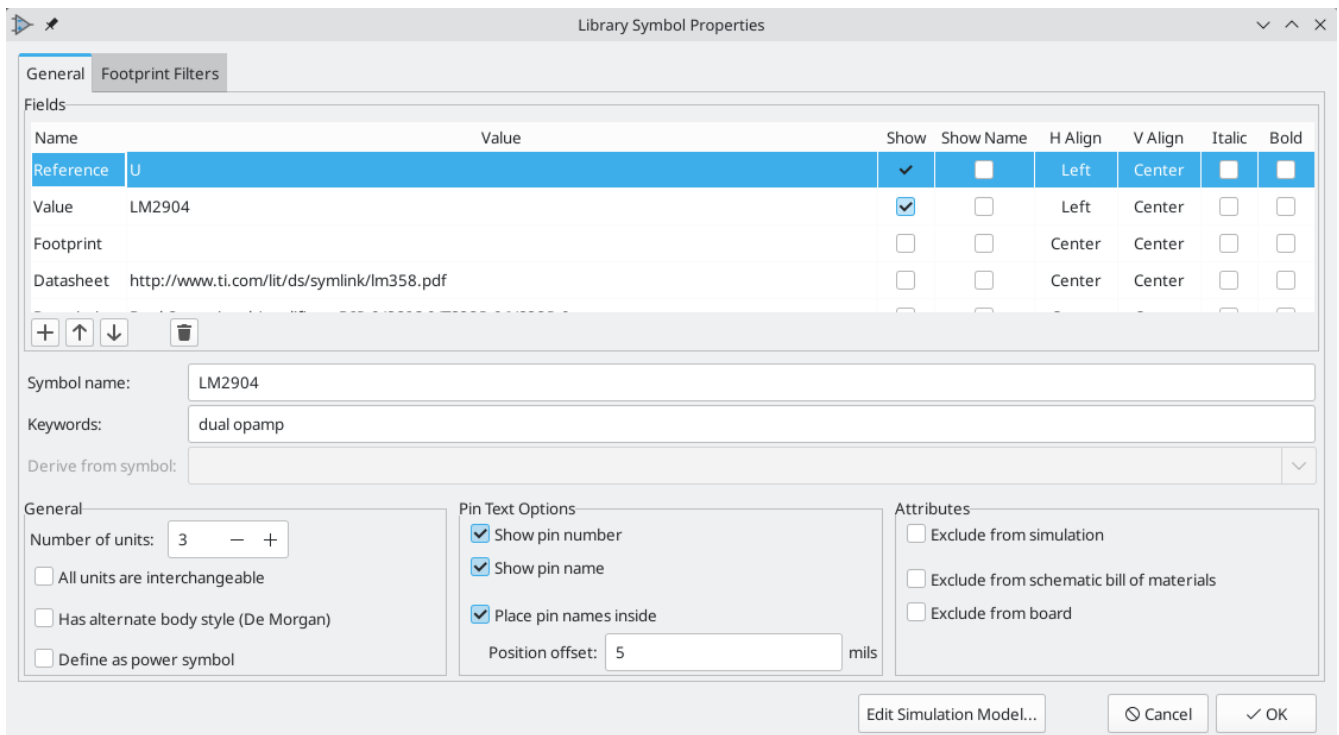 Library Symbol Properties
General Footprint Filters
Fields
Name Value Show Show Name H Align V Align Italic Bold
Reference U Left Center
Value LM2904 Left Center
Footprint Center Center
Datasheet http://www.ti.com/lit/ds/symlink/lm358.pdf Center Center
Symbol name: LM2904
Keywords: dual opamp
Derive from symbol:
General
Number of units: 3
All units are interchangeable
Has alternate body style (De Morgan)
Define as power symbol
Pin Text Options
Show pin number
Show pin name
Place pin names inside
Position offset: 5 mils
Attributes
Exclude from simulation
Exclude from schematic bill of materials
Exclude from board
Edit Simulation Model... Cancel OK